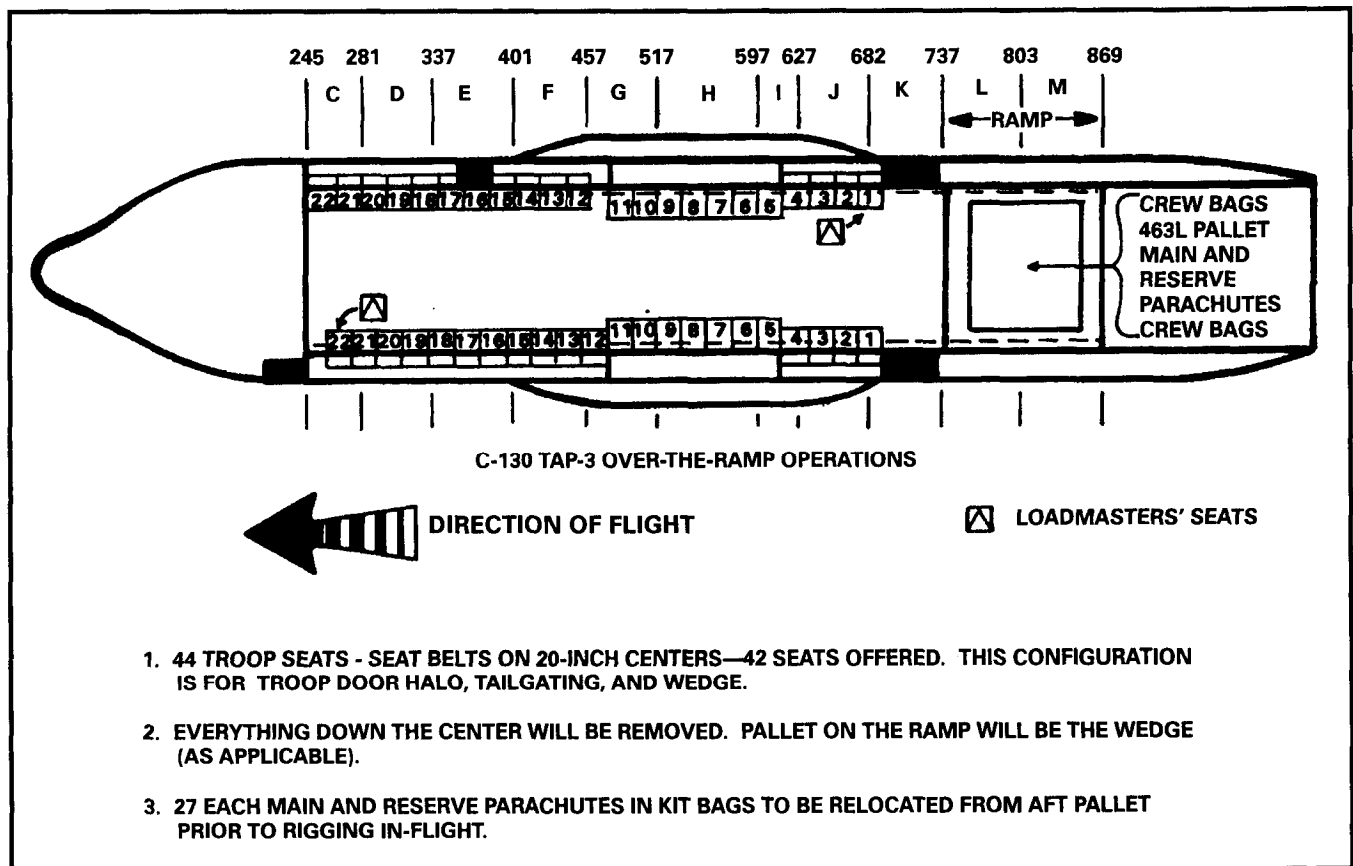 245 281 337 401 457 517 597 627 682 737 803 869
C D E F G H I J K L M
RAMP
22 21 20 19 18 17 16 15 14 13 12 11 10 9 8 7 6 5 4 3 2 1
CREW BAGS
463L PALLET
MAIN AND
RESERVE
PARACHUTES
CREW BAGS
22 21 20 19 18 17 16 15 14 13 12 11 10 9 8 7 6 5 4 3 2 1
C-130 TAP-3 OVER-THE-RAMP OPERATIONS
DIRECTION OF FLIGHT
LOADMASTERS' SEATS
1. 44 TROOP SEATS - SEAT BELTS ON 20-INCH CENTERS—42 SEATS OFFERED. THIS CONFIGURATION
IS FOR TROOP DOOR HALO, TAILGATING, AND WEDGE.
2. EVERYTHING DOWN THE CENTER WILL BE REMOVED. PALLET ON THE RAMP WILL BE THE WEDGE
(AS APPLICABLE).
3. 27 EACH MAIN AND RESERVE PARACHUTES IN KIT BAGS TO BE RELOCATED FROM AFT PALLET
PRIOR TO RIGGING IN-FLIGHT.